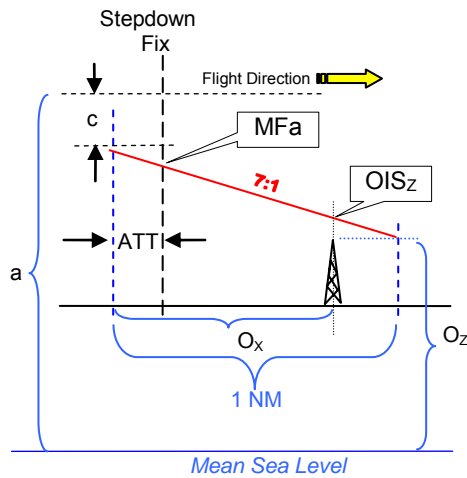 Stepdown
Fix
Flight Direction
c
MFa
7:1
OISZ
ATT
a
OX
OZ
1 NM
Mean Sea Level